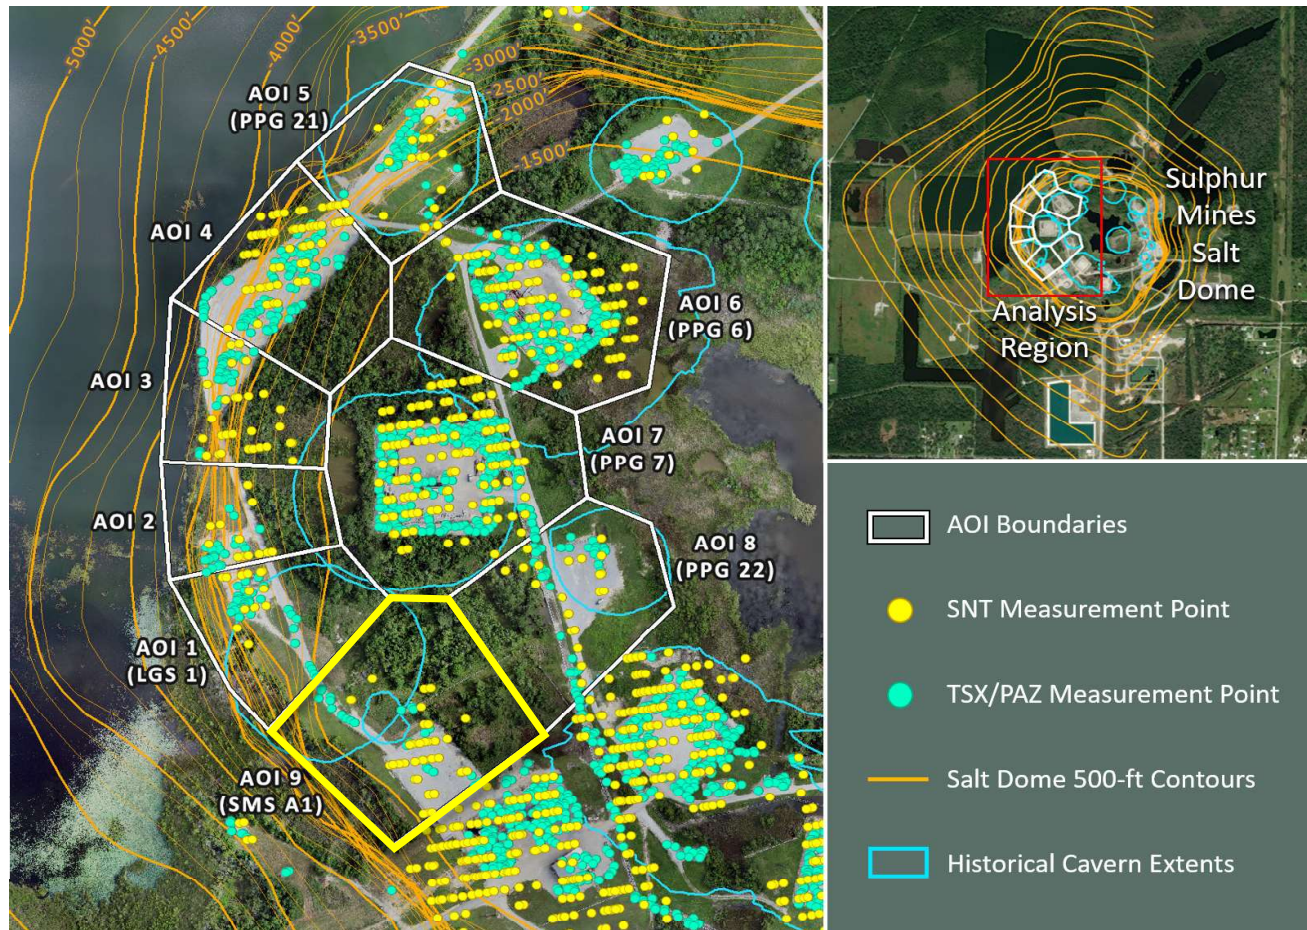 -5000'
-4500'
-4000'
-3500'
-3000'
-2500'
-2000'
-1500'
AOI 5
(PPG 21)
AOI 4
AOI 3
AOI 2
AOI 1
(LGS 1)
AOI 9
(SMS A1)
AOI 6
(PPG 6)
AOI 7
(PPG 7)
AOI 8
(PPG 22)
Sulphur
Mines
Salt
Dome
Analysis
Region
AOI Boundaries
SNT Measurement Point
TSX/PAZ Measurement Point
Salt Dome 500-ft Contours
Historical Cavern Extents